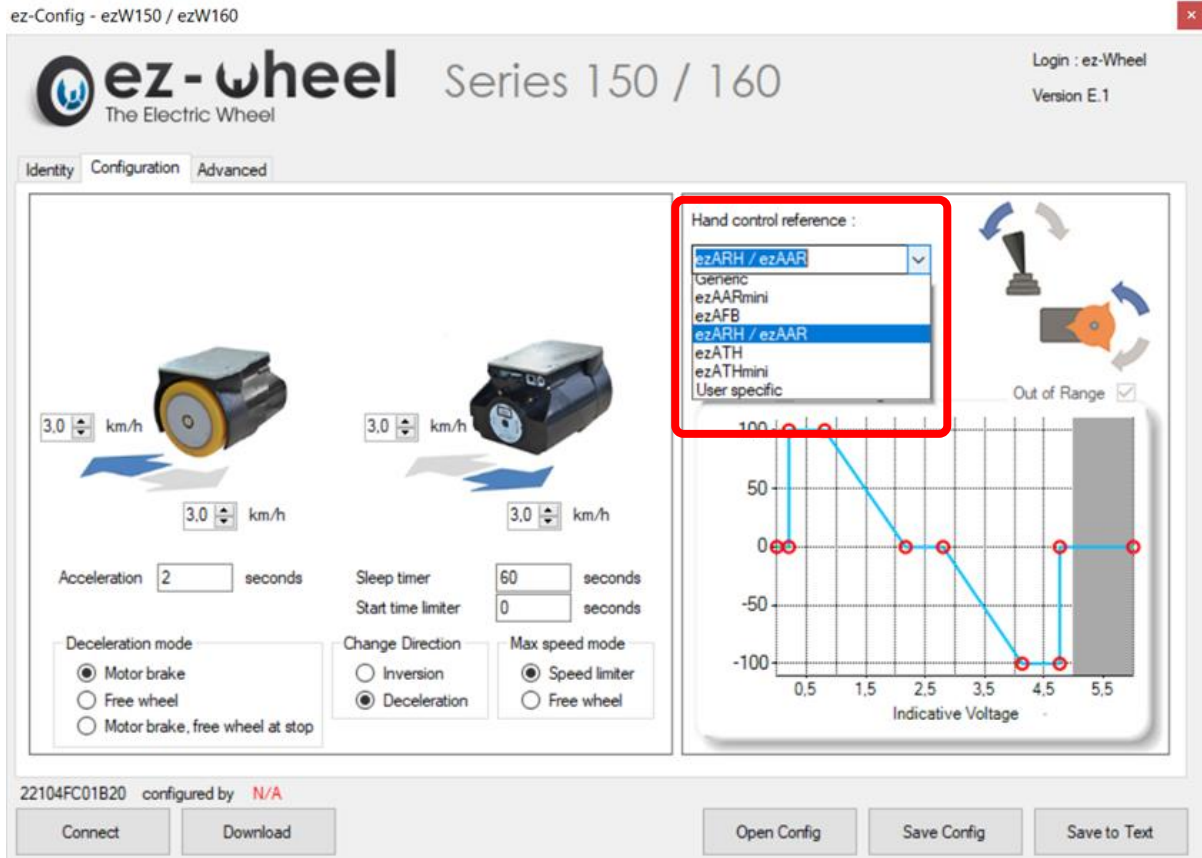 ez-Config - ezW150 / ezW160
ez-wheel
The Electric Wheel
Series 150 / 160
Login : ez-Wheel
Version E.1
Identity
Configuration
Advanced
3,0 km/h
3,0 km/h
3,0 km/h
3,0 km/h
Acceleration 2 seconds
Sleep timer 60 seconds
Start time limiter 0 seconds
Deceleration mode
Motor brake
Free wheel
Motor brake, free wheel at stop
Change Direction
Inversion
Deceleration
Max speed mode
Speed limiter
Free wheel
Hand control reference :
ezARH / ezAAR
Generic
ezAARmini
ezAFB
ezARH / ezAAR
ezATH
ezATHmini
User specific
Out of Range
100
50
0
-50
-100
0,5 1,5 2,5 3,5 4,5 5,5
Indicative Voltage
22104FC01B20 configured by N/A
Connect
Download
Open Config
Save Config
Save to Text